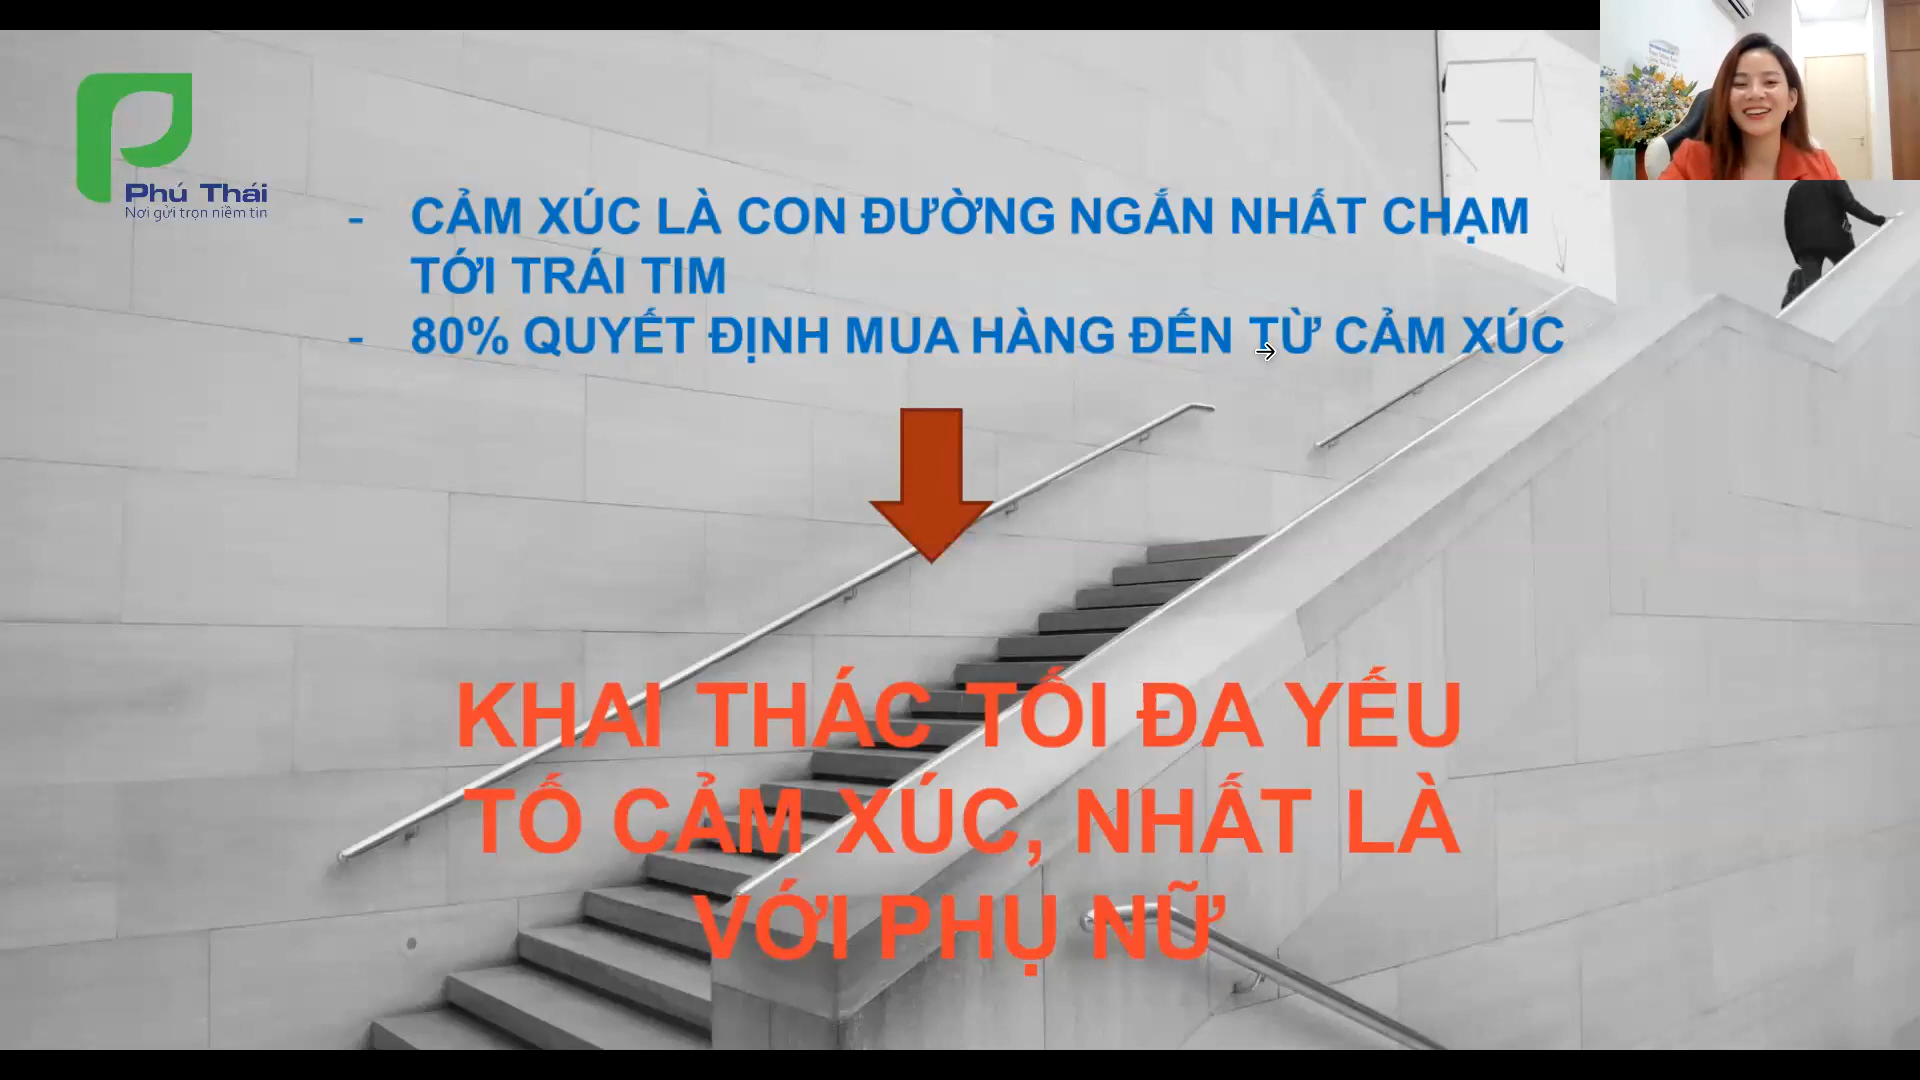 Phú Thái
Nơi gửi trọn niềm tin
- CẢM XÚC LÀ CON ĐƯỜNG NGẮN NHẤT CHẠM
TỚI TRÁI TIM
- 80% QUYẾT ĐỊNH MUA HÀNG ĐẾN TỪ CẢM XÚC
KHAI THÁC TỐI ĐA YẾU
TỐ CẢM XÚC, NHẤT LÀ
VỚI PHỤ NỮ